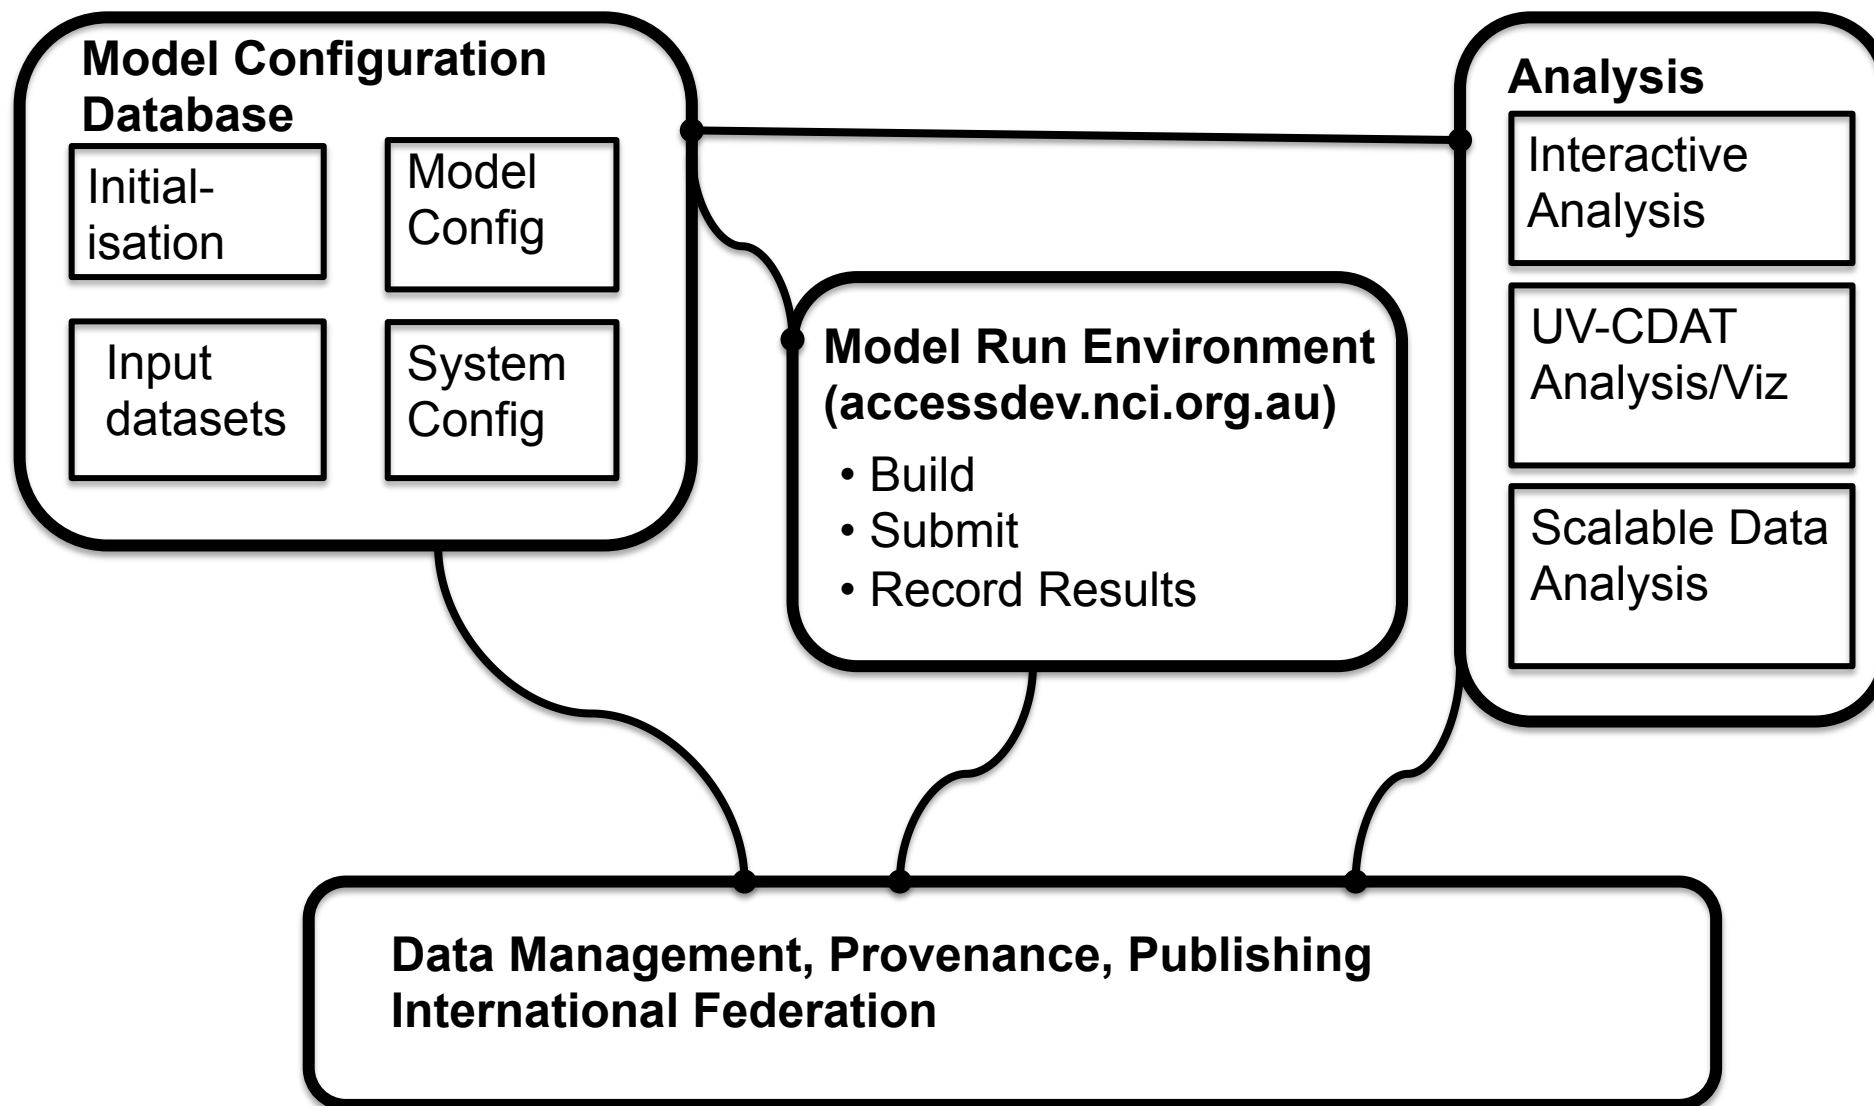 Model Configuration
Database
Initial-
isation
Model
Config
Input
datasets
System
Config
Model Run Environment
(accessdev.nci.org.au)
• Build
• Submit
• Record Results
Analysis
Interactive
Analysis
UV-CDAT
Analysis/Viz
Scalable Data
Analysis
Data Management, Provenance, Publishing
International Federation